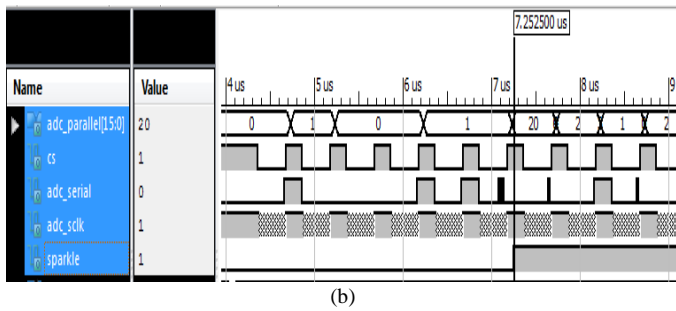 7.252500 us
Name Value 4 us 5 us 6 us 7 us 8 us 9
adc_parallel[15:0] 20 0 1 0 1 20 2 1 2
cs 1
adc_serial 0
adc_sclk 1
sparkle 1
(b)